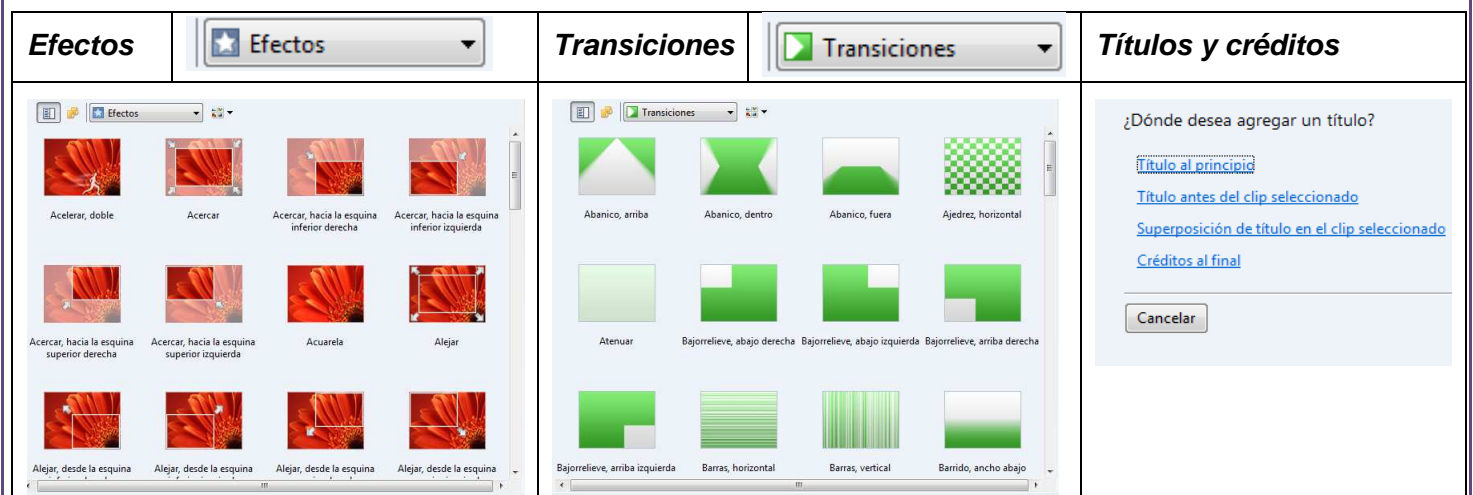 Efectos
Efectos
Transiciones
Transiciones
Títulos y créditos
Efectos
Acelerar, doble
Acercar
Acercar, hacia la esquina
inferior derecha
Acercar, hacia la esquina
inferior izquierda
Acercar, hacia la esquina
superior derecha
Acercar, hacia la esquina
superior izquierda
Acuarela
Alejar
Alejar, desde la esquina
Alejar, desde la esquina
Alejar, desde la esquina
Alejar, desde la esquina
Transiciones
Abanico, arriba
Abanico, dentro
Abanico, fuera
Ajedrez, horizontal
Atenuar
Bajorrelieve, abajo derecha
Bajorrelieve, abajo izquierda
Bajorrelieve, arriba derecha
Bajorrelieve, arriba izquierda
Barras, horizontal
Barras, vertical
Barrido, ancho abajo
¿Dónde desea agregar un título?
Título al principio
Título antes del clip seleccionado
Superposición de título en el clip seleccionado
Créditos al final
Cancelar